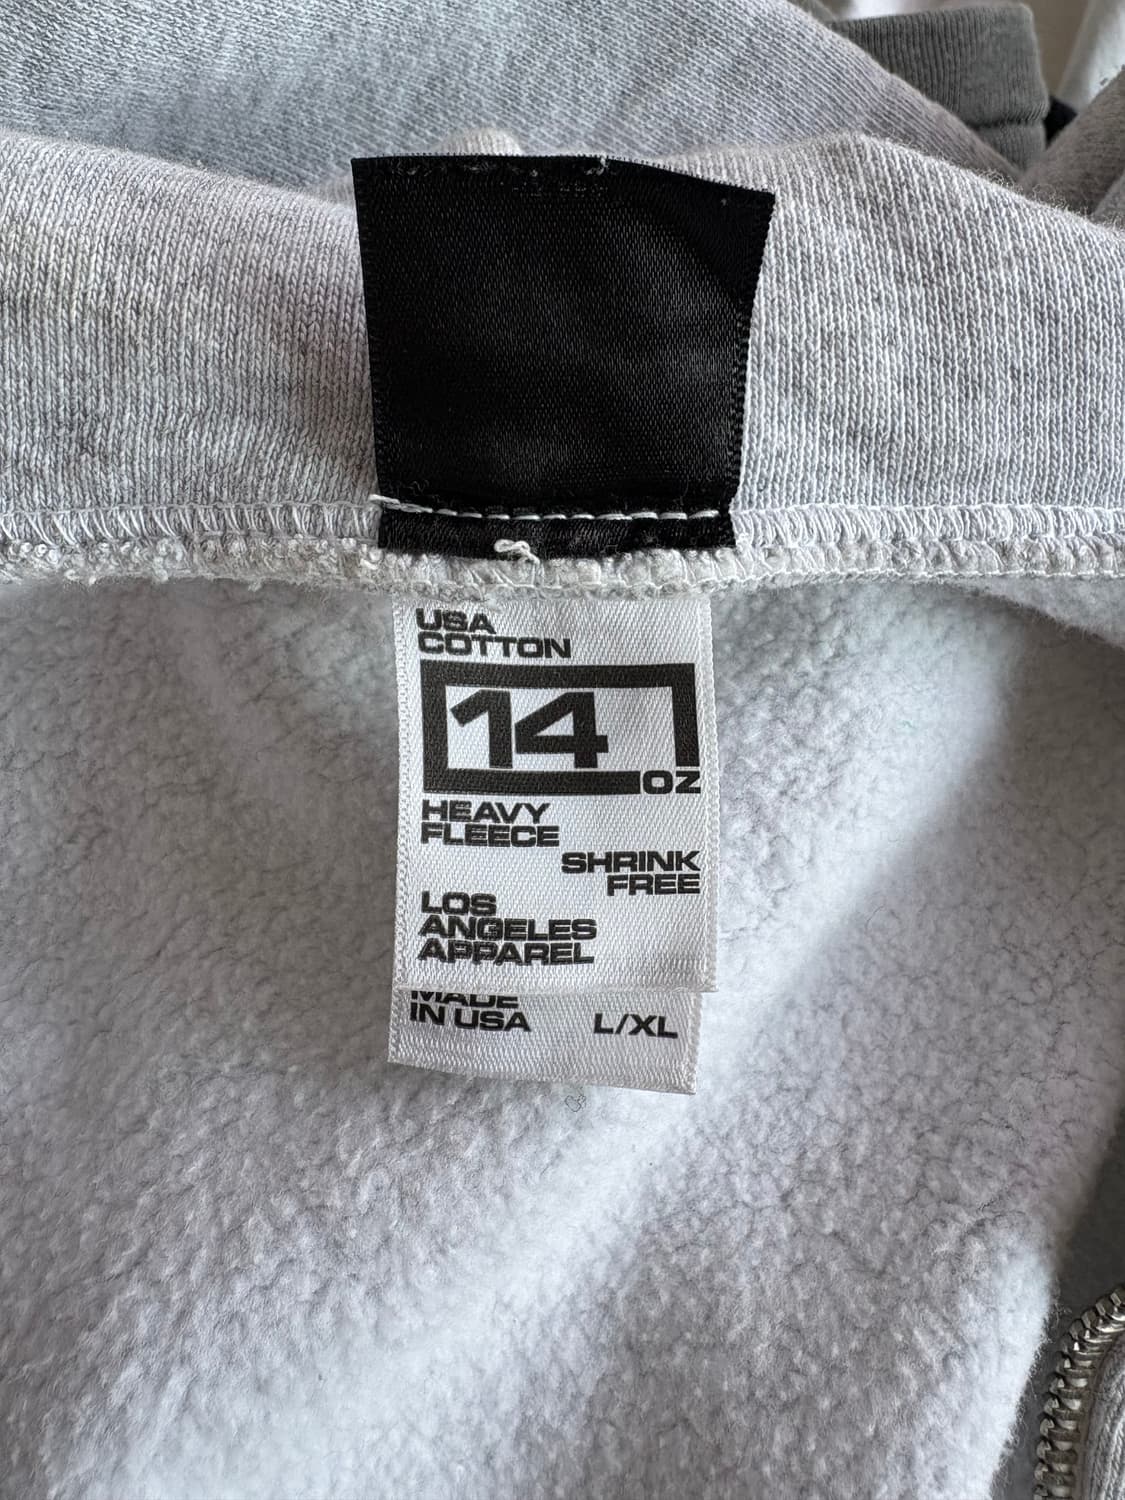 USA
COTTON
14
OZ
HEAVY
FLEECE
SHRINK
FREE
LOS
ANGELES
APPAREL
MADE
IN USA
L/XL